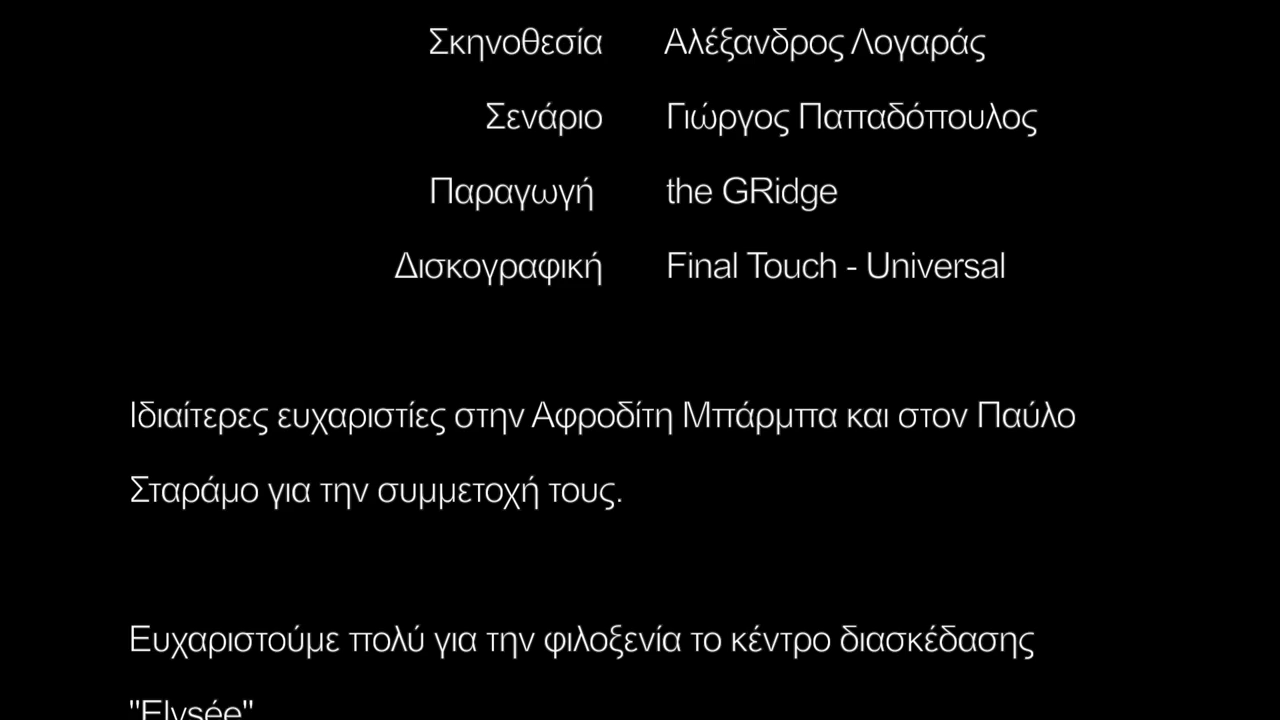 Σκηνοθεσία Αλέξανδρος Λογαράς
Σενάριο Γιώργος Παπαδόπουλος
Παραγωγή the GRidge
Δισκογραφική Final Touch - Universal
Ιδιαίτερες ευχαριστίες στην Αφροδίτη Μπάρμπα και στον Παύλο
Σταράμο για την συμμετοχή τους.
Ευχαριστούμε πολύ για την φιλοξενία το κέντρο διασκέδασης
"Elysée"